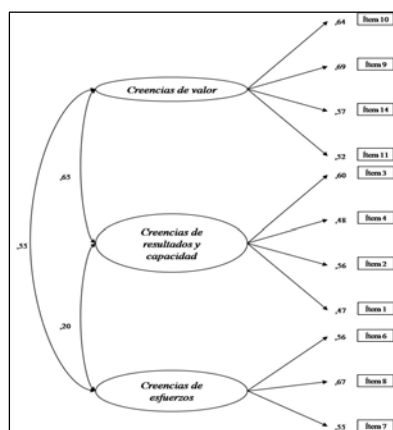 ,64 Ítem 10
,69 Ítem 9
Creencias de valor
,57 Ítem 14
,52 Ítem 11
,65
,60 Ítem 3
,48 Ítem 4
Creencias de
resultados y
capacidad
,55
,56 Ítem 2
,47 Ítem 1
,20
,56 Ítem 6
Creencias de
esfuerzos
,67 Ítem 8
,55 Ítem 7